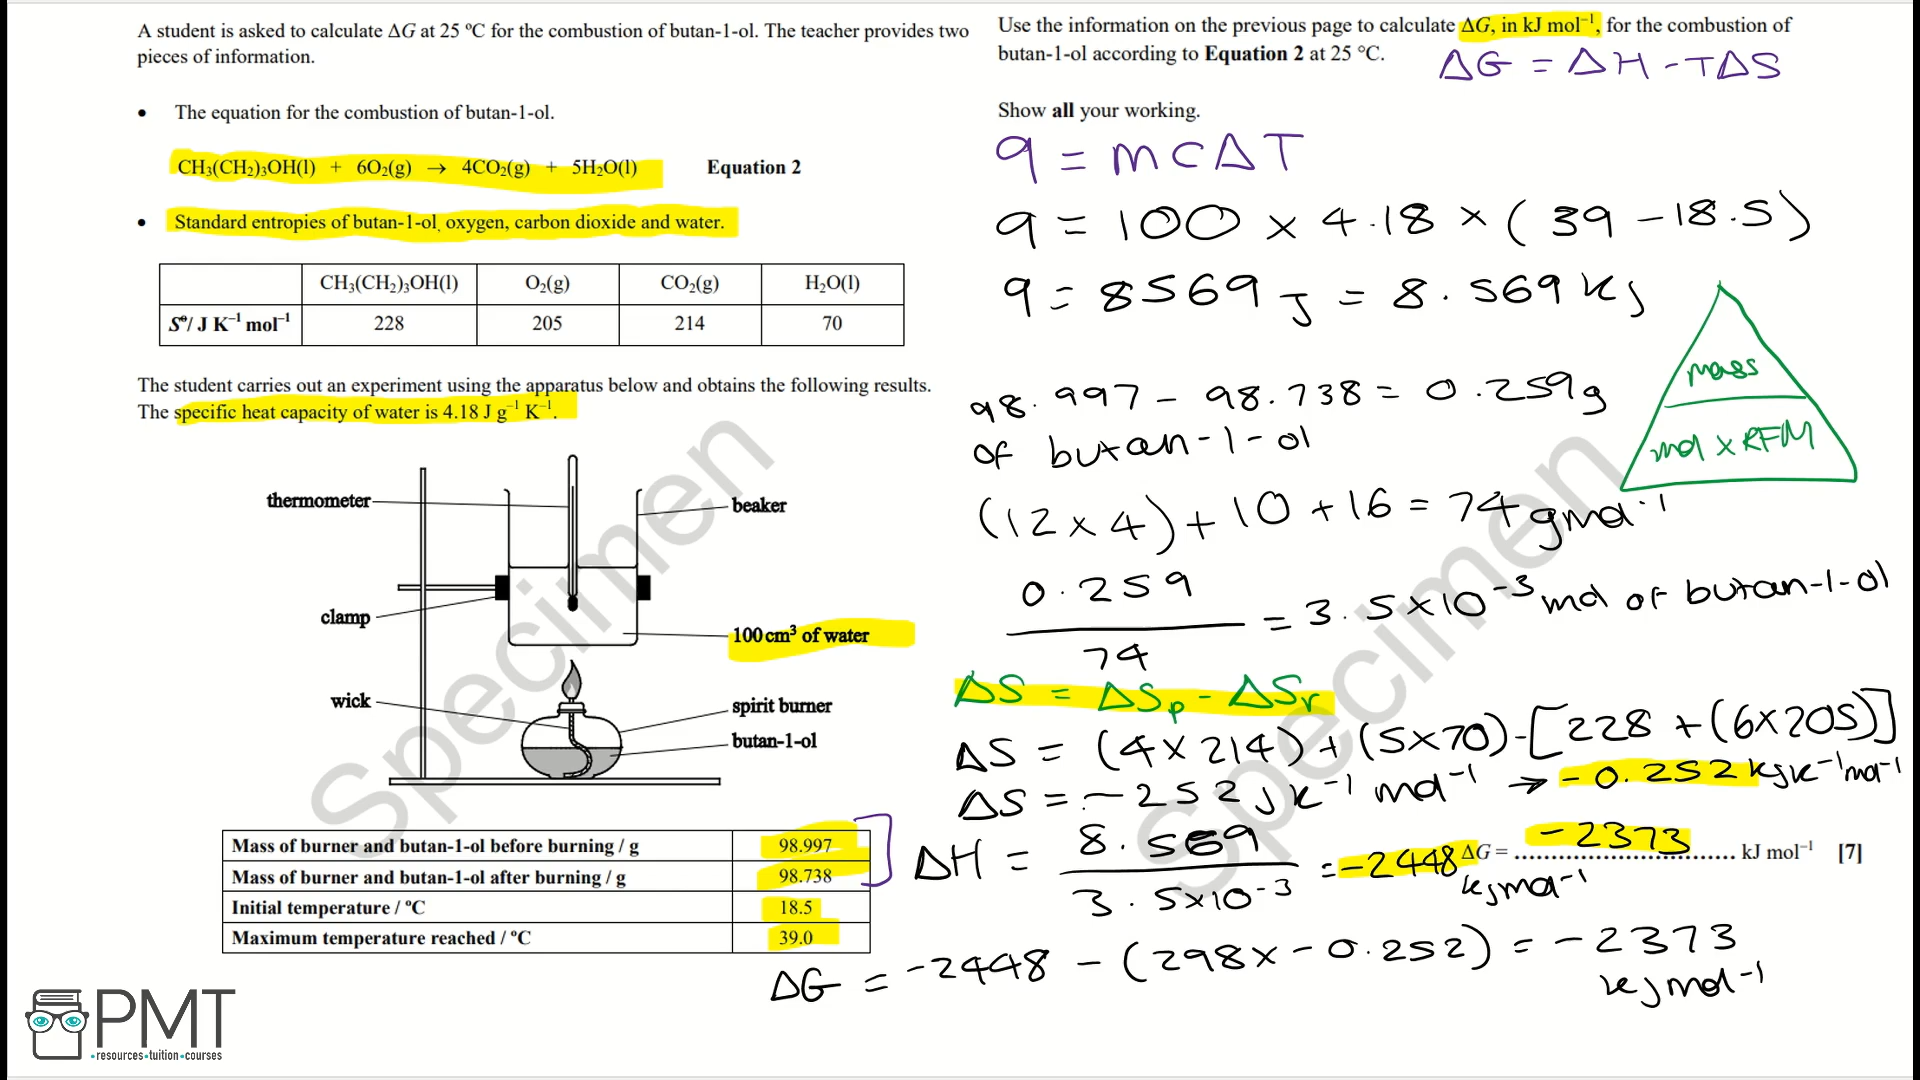 A student is asked to calculate ΔG at 25 ºC for the combustion of butan-1-ol. The teacher provides two
pieces of information.
• The equation for the combustion of butan-1-ol.
CH₃(CH₂)₃OH(l) + 6O₂(g) → 4CO₂(g) + 5H₂O(l) Equation 2
• Standard entropies of butan-1-ol, oxygen, carbon dioxide and water.
CH₃(CH₂)₃OH(l) O₂(g) CO₂(g) H₂O(l)
S⦵/ J K⁻¹ mol⁻¹ 228 205 214 70
The student carries out an experiment using the apparatus below and obtains the following results.
The specific heat capacity of water is 4.18 J g⁻¹ K⁻¹.
thermometer
beaker
clamp
100 cm³ of water
wick
spirit burner
butan-1-ol
Mass of burner and butan-1-ol before burning / g 98.997
Mass of burner and butan-1-ol after burning / g 98.738
Initial temperature / ºC 18.5
Maximum temperature reached / ºC 39.0
Specimen
PMT
•resources•tuition•courses
Use the information on the previous page to calculate ΔG, in kJ mol⁻¹, for the combustion of
butan-1-ol according to Equation 2 at 25 °C.
ΔG = ΔH - TΔS
Show all your working.
q = mcΔT
q = 100 × 4.18 × (39 - 18.5)
q = 8569 J = 8.569 kJ
mass
mol × RFM
98.997 - 98.738 = 0.259g
of butan-1-ol
(12 × 4) + 10 + 16 = 74 gmol⁻¹
0.259
74
= 3.5×10⁻³ mol of butan-1-ol
Specimen
ΔS = ΔSp - ΔSr
ΔS = (4 × 214) + (5×70) - [228 + (6×205)]
ΔS = -252 J K⁻¹ mol⁻¹ → -0.252 kJ K⁻¹ mol⁻¹
ΔH = 8.569
3.5×10⁻³
= -2448
kJ mol⁻¹
ΔG = -2373 kJ mol⁻¹ [7]
ΔG = -2448 - (298 × -0.252) = -2373
kJ mol⁻¹